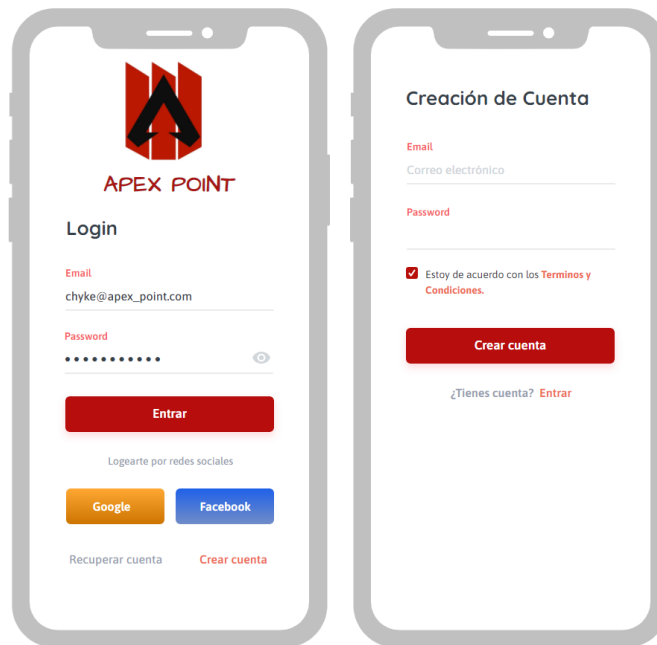 APEX POINT
Login
Email
chyke@apex_point.com
Password
•••••••••••
Entrar
Logearte por redes sociales
Google
Facebook
Recuperar cuenta
Crear cuenta
Creación de Cuenta
Email
Correo electrónico
Password
Estoy de acuerdo con los Terminos y
Condiciones.
Crear cuenta
¿Tienes cuenta? Entrar